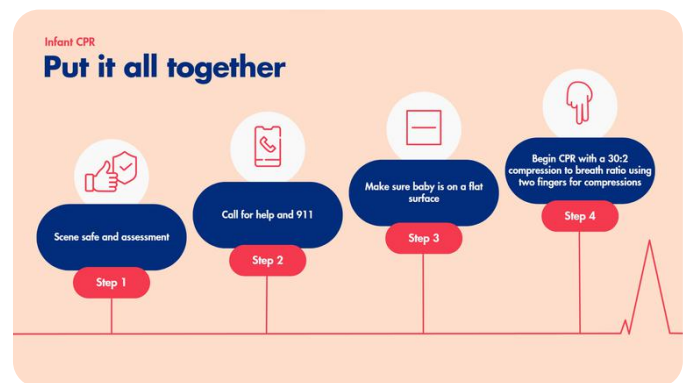 Infant CPR
Put it all together
Scene safe and assessment
Step 1
Call for help and 911
Step 2
Make sure baby is on a flat
surface
Step 3
Begin CPR with a 30:2
compression to breath ratio using
two fingers for compressions
Step 4